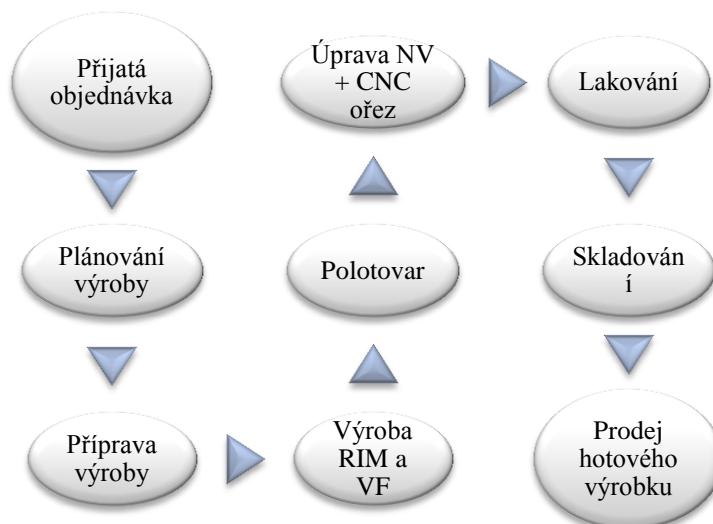 Přijatá
objednávka
Plánování
výroby
Příprava
výroby
Výroba
RIM a
VF
Polotovar
Úprava NV
+ CNC
ořez
Lakování
Skladován
í
Prodej
hotového
výrobku